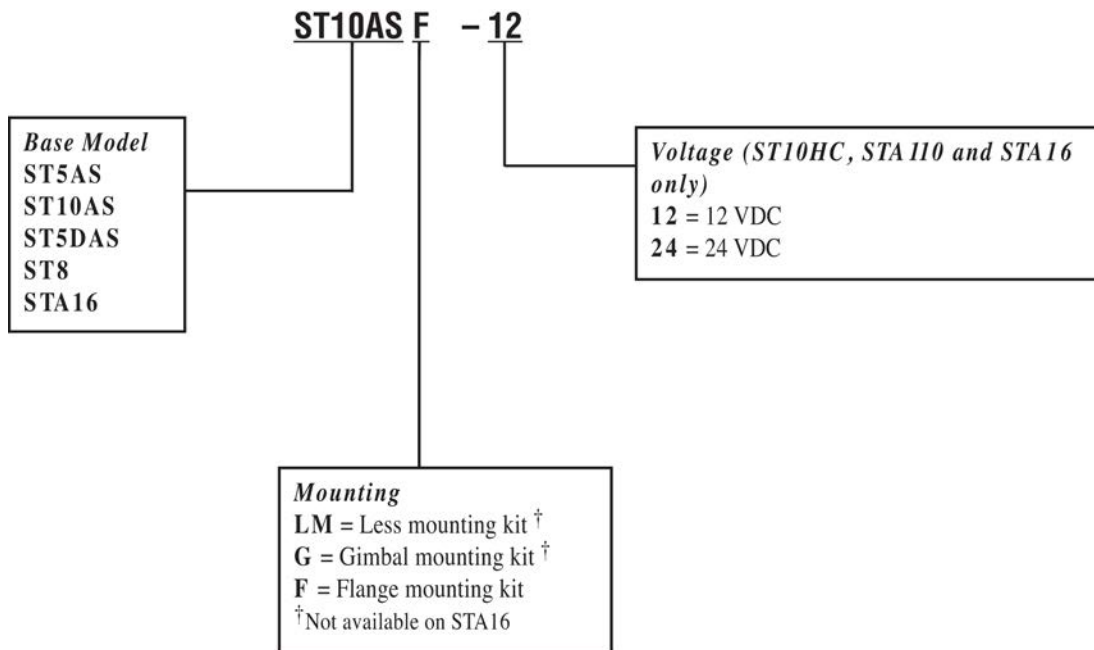 ST10AS F – 12
Base Model
ST5AS
ST10AS
ST5DAS
ST8
STA16
Voltage (ST10HC, STA110 and STA16
only)
12 = 12 VDC
24 = 24 VDC
Mounting
LM = Less mounting kit †
G = Gimbal mounting kit †
F = Flange mounting kit
†Not available on STA16